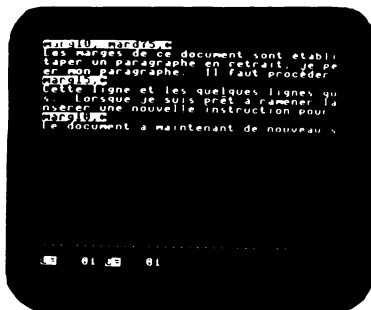 marg10, mardr5,
Les marges de ce document sont établi
taper un paragraphe en retrait, je pe
er mon paragraphe. Il faut procéder
marg15,
Cette ligne et les quelques lignes qu
s. Lorsque je suis prêt à ramener la
nsérer une nouvelle instruction pour
marg10,
Le document a maintenant de nouveau s
01 01